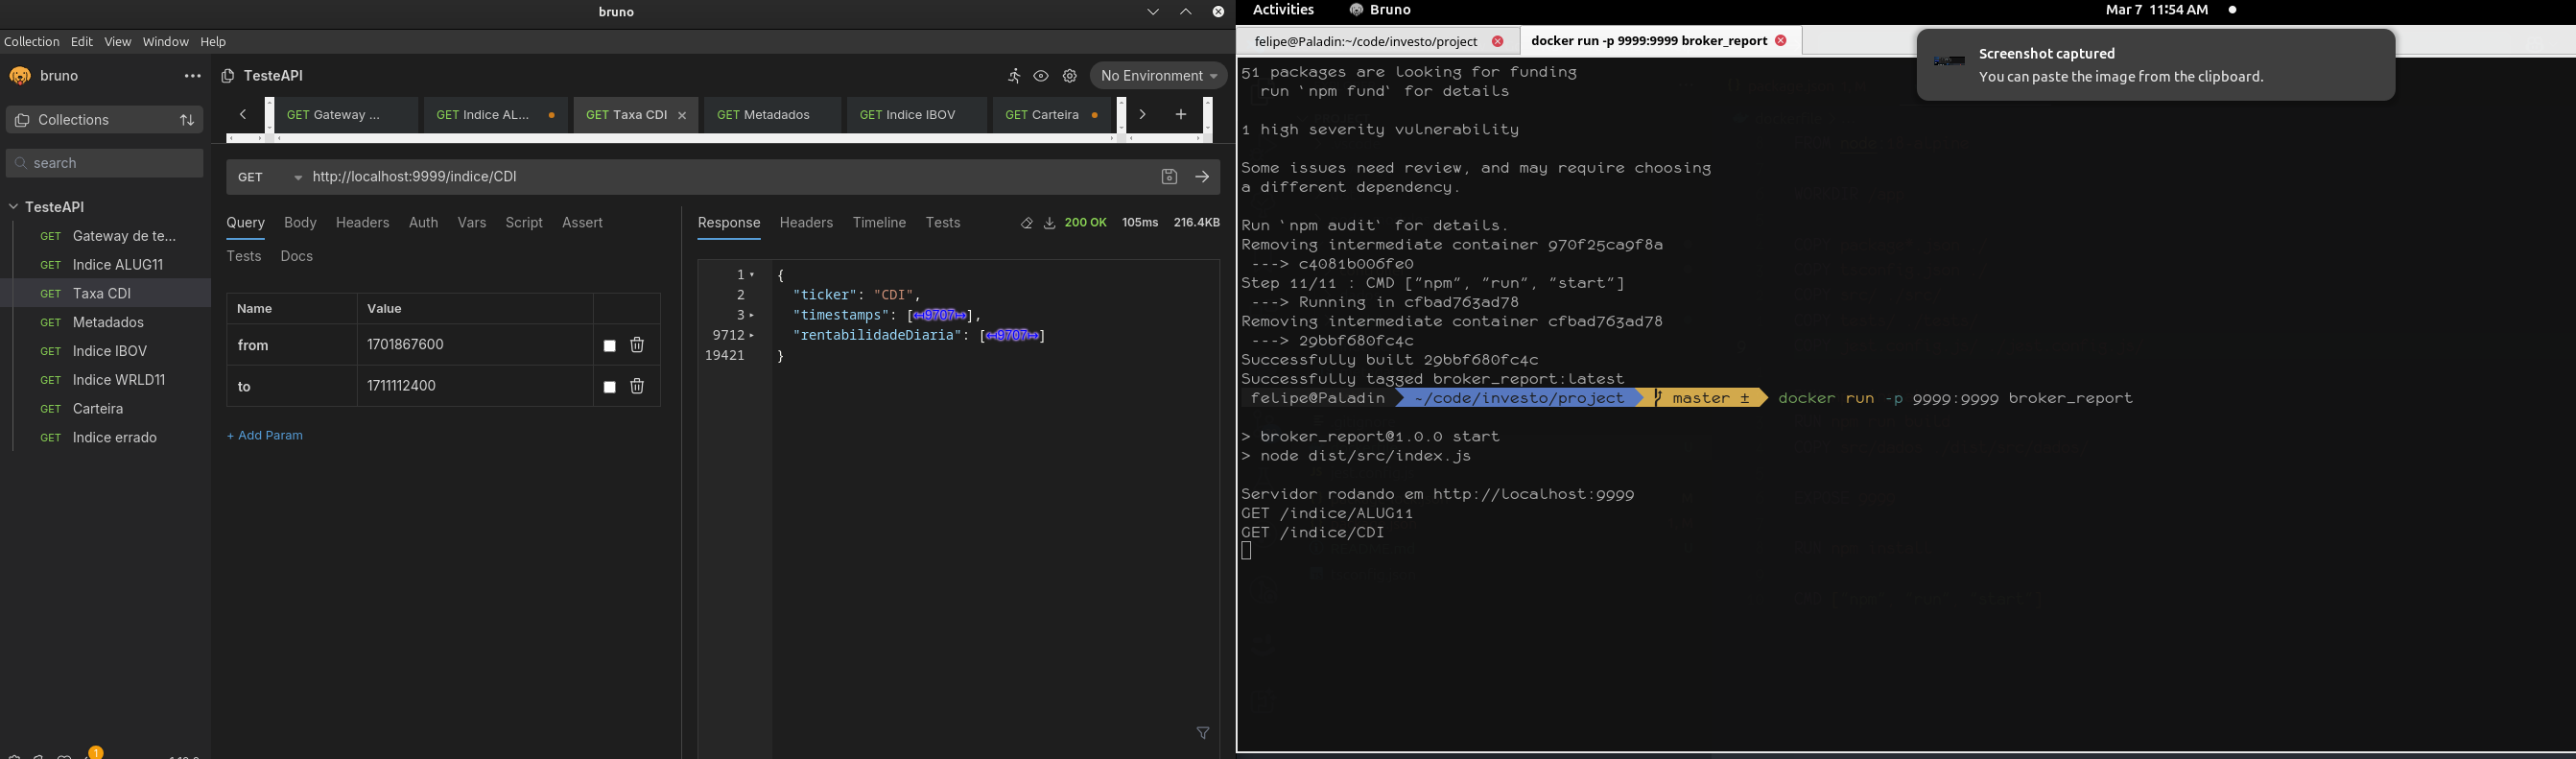 bruno
Collection Edit View Window Help
bruno
Collections
search
TesteAPI
GET Gateway de te...
GET Indice ALUG11
GET Taxa CDI
GET Metadados
GET Indice IBOV
GET Indice WRLD11
GET Carteira
GET Indice errado
1
TesteAPI
No Environment
GET Gateway ...
GET Indice AL...
GET Taxa CDI
GET Metadados
GET Indice IBOV
GET Carteira
GET http://localhost:9999/indice/CDI
Query Body Headers Auth Vars Script Assert
Tests Docs
Name Value
from 1701867600
to 1711112400
+ Add Param
Response Headers Timeline Tests 200 OK 105ms 216.4KB
1 {
2 "ticker": "CDI",
3 "timestamps": [↤9707↦],
9712 "rentabilidadeDiaria": [↤9707↦]
19421 }
Activities Bruno Mar 7 11:54 AM
felipe@Paladin:~/code/investo/project
docker run -p 9999:9999 broker_report
Screenshot captured
You can paste the image from the clipboard.
51 packages are looking for funding
run `npm fund` for details
1 high severity vulnerability
Some issues need review, and may require choosing
a different dependency.
Run `npm audit` for details.
Removing intermediate container 970f25ca9f8a
---> c4081b006fe0
Step 11/11 : CMD ["npm", "run", "start"]
---> Running in cfbad763ad78
Removing intermediate container cfbad763ad78
---> 29bbf680fc4c
Successfully built 29bbf680fc4c
Successfully tagged broker_report:latest
felipe@Paladin ~/code/investo/project master ± docker run -p 9999:9999 broker_report
> broker_report@1.0.0 start
> node dist/src/index.js
Servidor rodando em http://localhost:9999
GET /indice/ALUG11
GET /indice/CDI